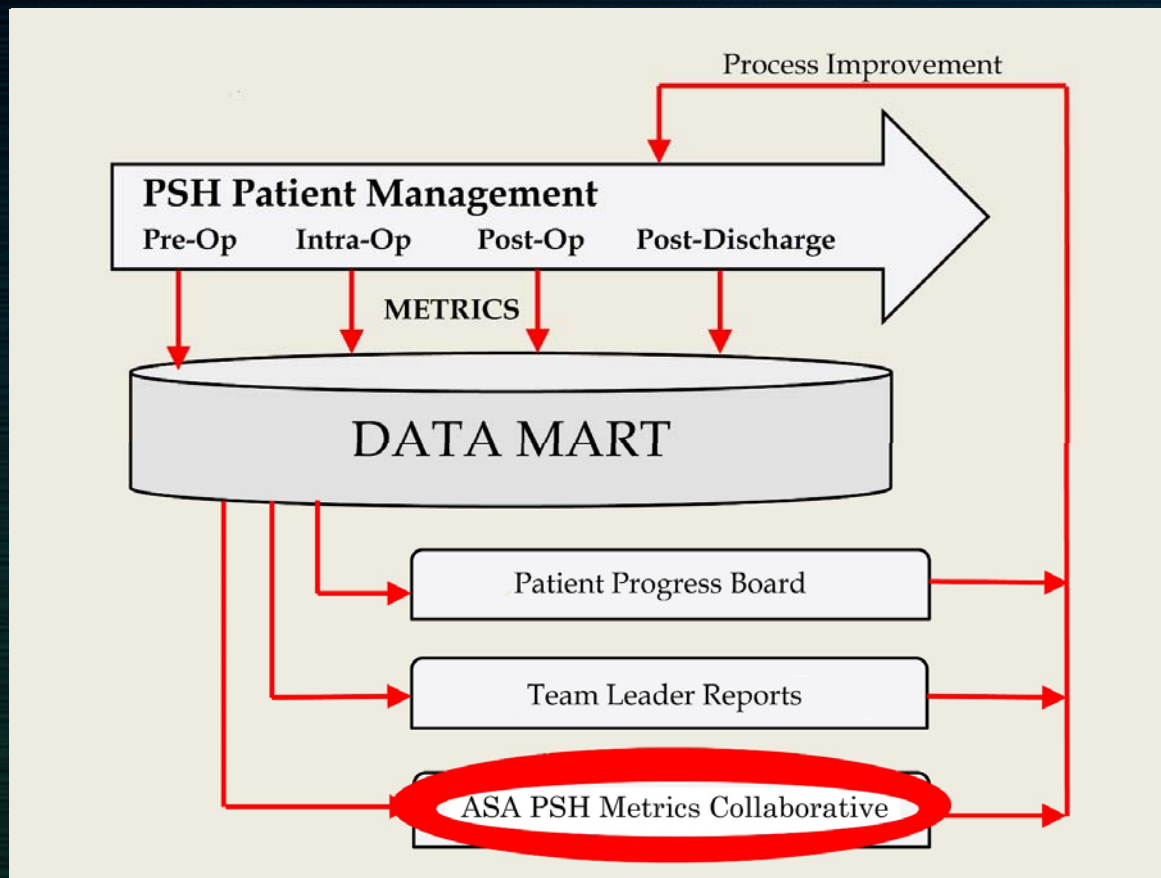 Process Improvement
PSH Patient Management
Pre-Op Intra-Op Post-Op Post-Discharge
METRICS
DATA MART
Patient Progress Board
Team Leader Reports
ASA PSH Metrics Collaborative